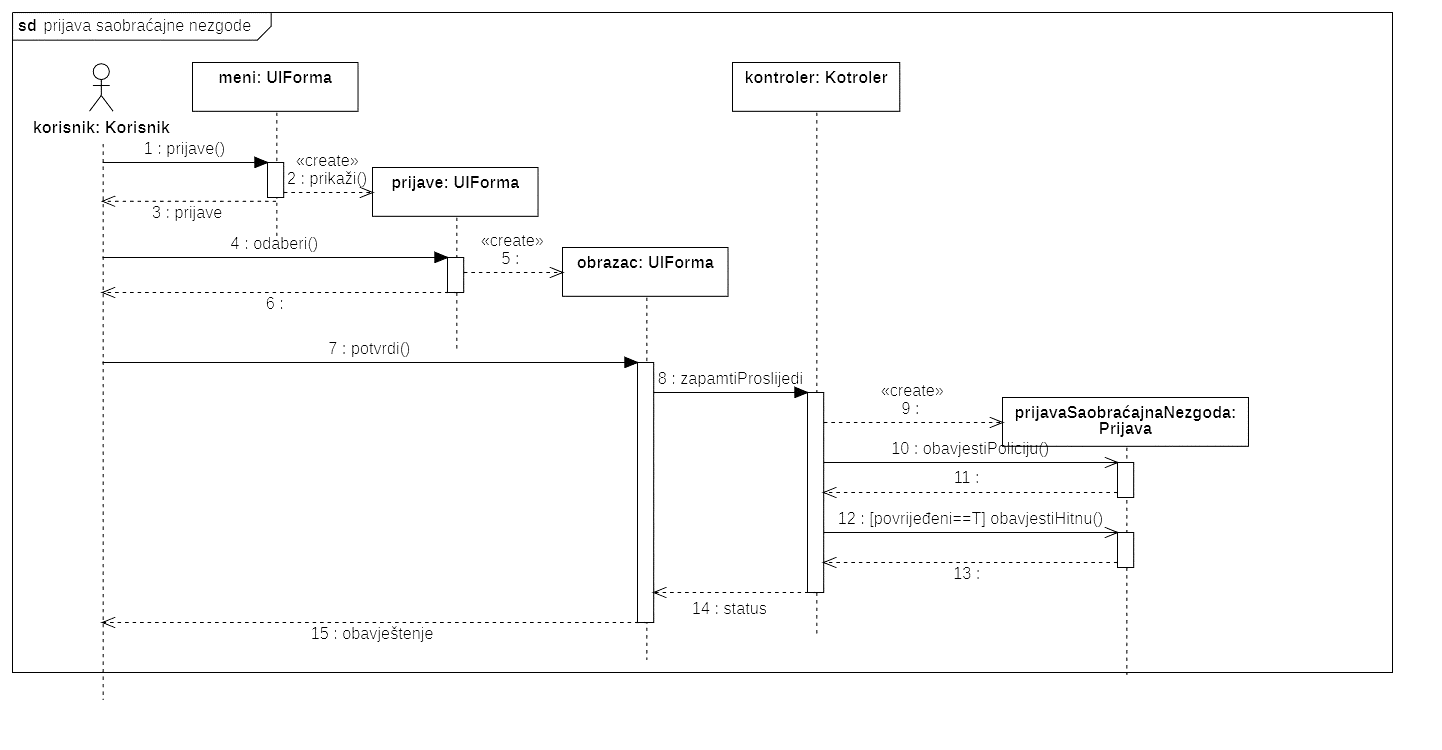 sd prijava saobraćajne nezgode
meni: UIForma
kontroler: Kotroler
korisnik: Korisnik
1 : prijave()
«create»
2 : prikaži()
prijave: UIForma
3 : prijave
4 : odaberi()
«create»
5 :
obrazac: UIForma
6 :
7 : potvrdi()
8 : zapamtiProslijedi
«create»
9 :
prijavaSaobraćajnaNezgoda:
Prijava
10 : obavjestiPoliciju()
11 :
12 : [povrijeđeni==T] obavjestiHitnu()
13 :
14 : status
15 : obavještenje